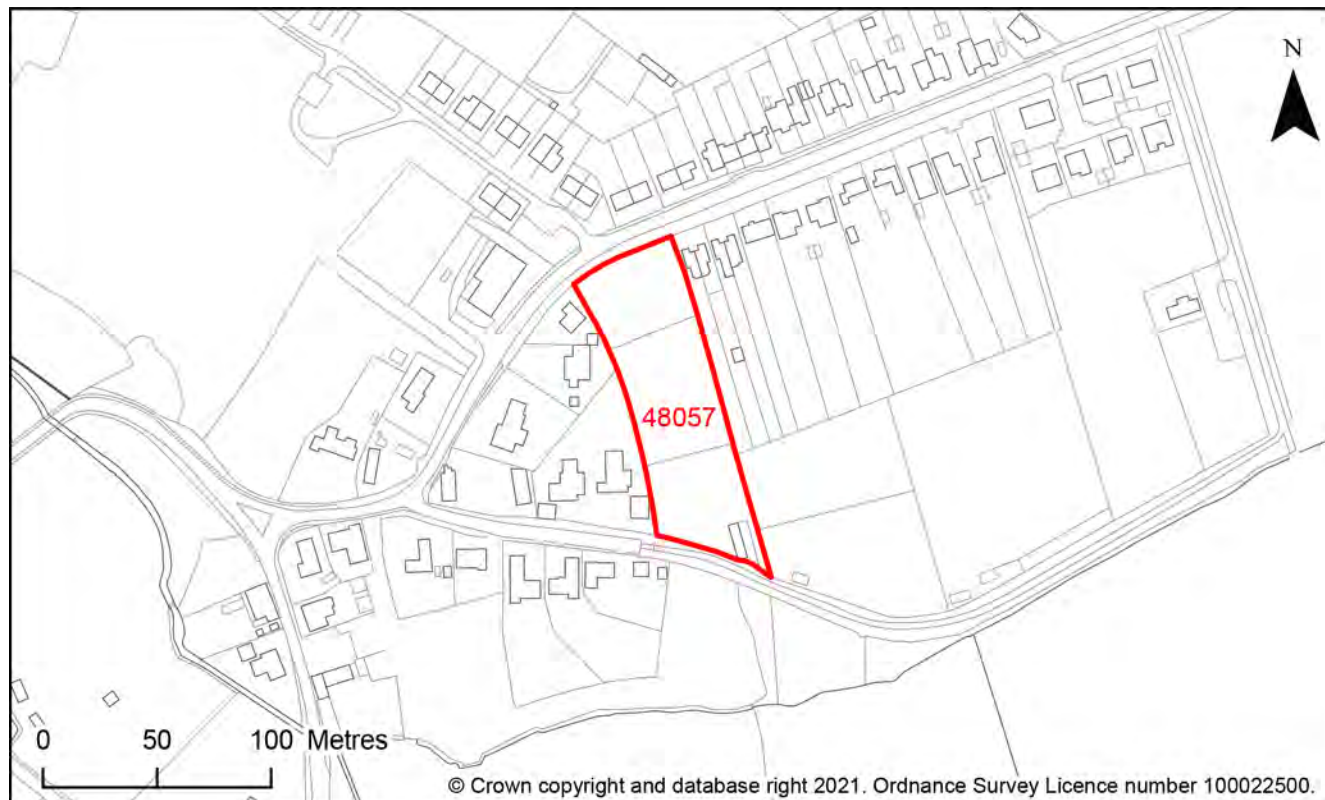 N
48057
0 50 100 Metres
© Crown copyright and database right 2021. Ordnance Survey Licence number 100022500.